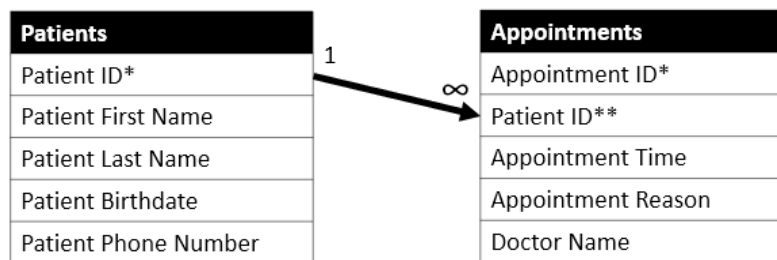 Patients
Patient ID*
Patient First Name
Patient Last Name
Patient Birthdate
Patient Phone Number
1
∞
Appointments
Appointment ID*
Patient ID**
Appointment Time
Appointment Reason
Doctor Name